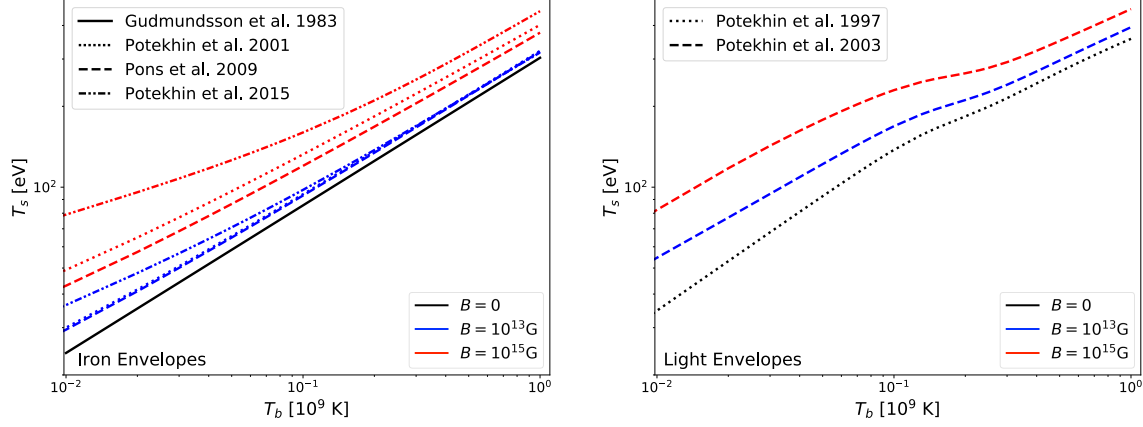 Gudmundsson et al. 1983
Potekhin et al. 2001
Pons et al. 2009
Potekhin et al. 2015
10²
T_s [eV]
B = 0
B = 10¹³G
B = 10¹⁵G
Iron Envelopes
10⁻² 10⁻¹ 10⁰
T_b [10⁹ K]
Potekhin et al. 1997
Potekhin et al. 2003
10²
T_s [eV]
B = 0
B = 10¹³G
B = 10¹⁵G
Light Envelopes
10⁻² 10⁻¹ 10⁰
T_b [10⁹ K]